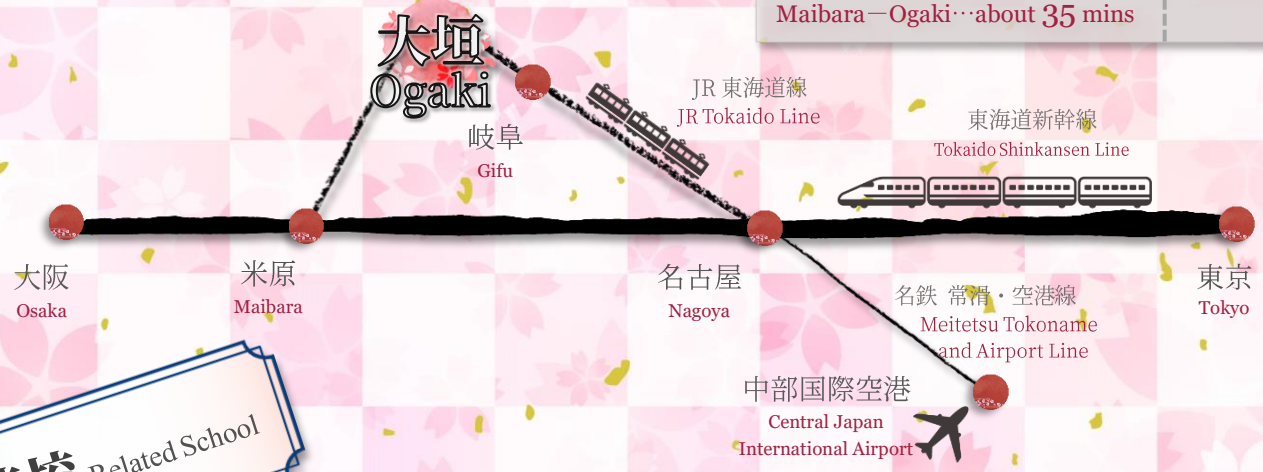 Maibara－Ogaki…about 35 mins
大垣
Ogaki
JR 東海道線
JR Tokaido Line
東海道新幹線
Tokaido Shinkansen Line
岐阜
Gifu
大阪
Osaka
米原
Maibara
名古屋
Nagoya
東京
Tokyo
名鉄 常滑・空港線
Meitetsu Tokoname
and Airport Line
中部国際空港
Central Japan
International Airport
校 Related School